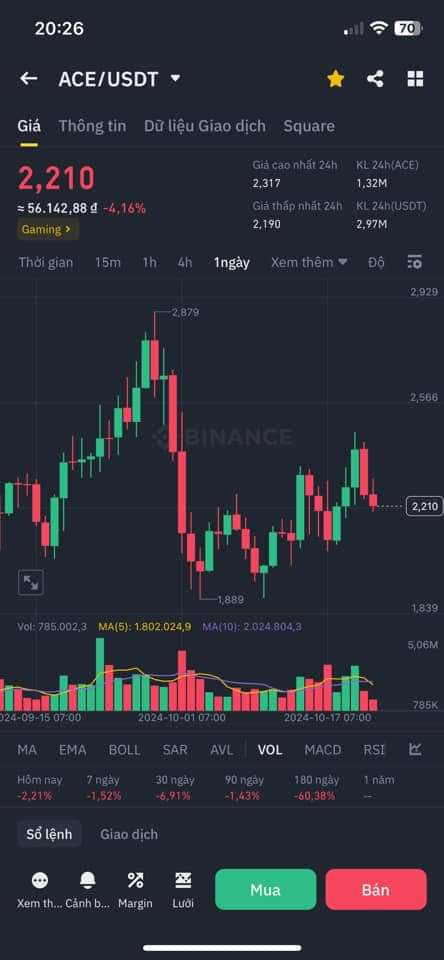 20:26
70
ACE/USDT
Giá Thông tin Dữ liệu Giao dịch Square
2,210
≈ 56.142,88 ₫ -4,16%
Gaming
Giá cao nhất 24h KL 24h(ACE)
2,317 1,32M
Giá thấp nhất 24h KL 24h(USDT)
2,190 2,97M
Thời gian 15m 1h 4h 1ngày Xem thêm Độ
2,929
2,879
2,566
BINANCE
2,210
1,889
1,839
Vol: 785.002,3 MA(5): 1.802.024,9 MA(10): 2.024.804,3
5,06M
785K
024-09-15 07:00 2024-10-01 07:00 2024-10-17 07:00
MA EMA BOLL SAR AVL VOL MACD RSI
Hôm nay 7 ngày 30 ngày 90 ngày 180 ngày 1 năm
-2,21% -1,52% -6,91% -1,43% -60,38% --
Sổ lệnh Giao dịch
Xem th... Cảnh b... Margin Lưới
Mua Bán